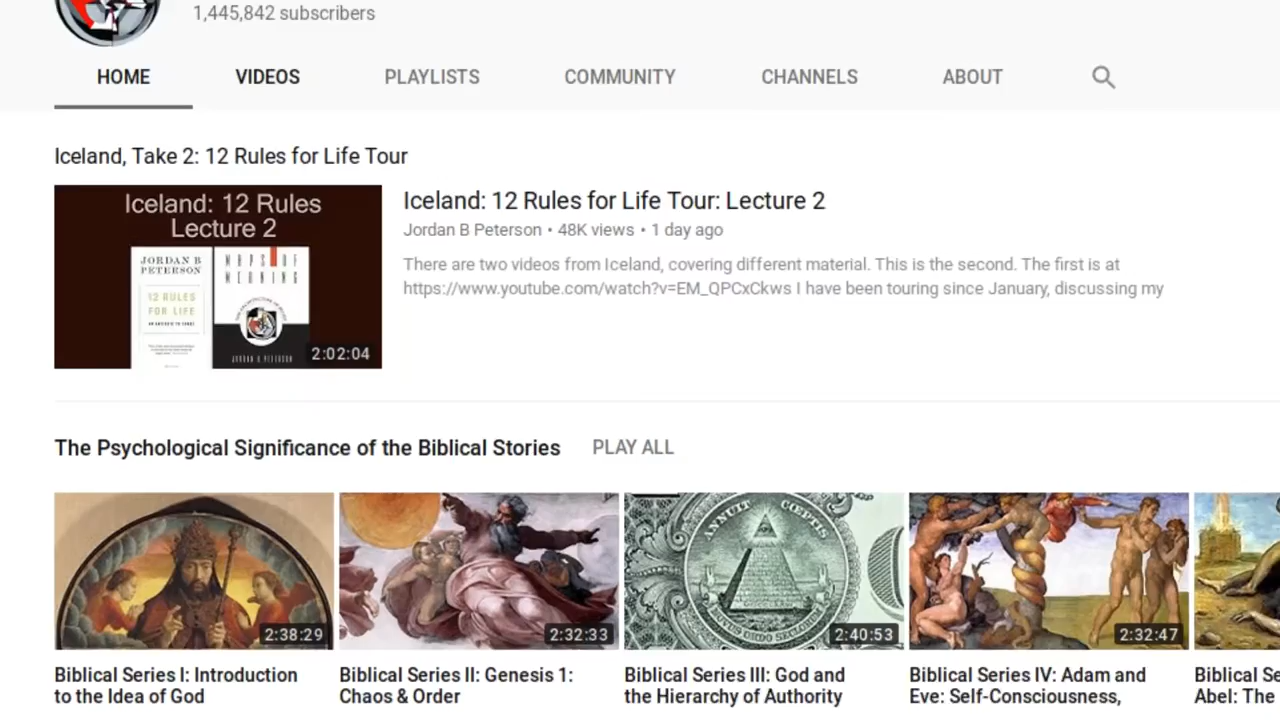 1,445,842 subscribers
HOME VIDEOS PLAYLISTS COMMUNITY CHANNELS ABOUT
Iceland, Take 2: 12 Rules for Life Tour
Iceland: 12 Rules
Lecture 2
JORDAN B
PETERSON
12 RULES
FOR LIFE
MAPS OF
MEANING
JORDAN B PETERSON
2:02:04
Iceland: 12 Rules for Life Tour: Lecture 2
Jordan B Peterson • 48K views • 1 day ago
There are two videos from Iceland, covering different material. This is the second. The first is at
https://www.youtube.com/watch?v=EM_QPCxCkws I have been touring since January, discussing my
The Psychological Significance of the Biblical Stories PLAY ALL
ANNUIT CŒPTIS
2:38:29
2:32:33
2:40:53
2:32:47
Biblical Series I: Introduction
to the Idea of God
Biblical Series II: Genesis 1:
Chaos & Order
Biblical Series III: God and
the Hierarchy of Authority
Biblical Series IV: Adam and
Eve: Self-Consciousness,
Biblical Se
Abel: The